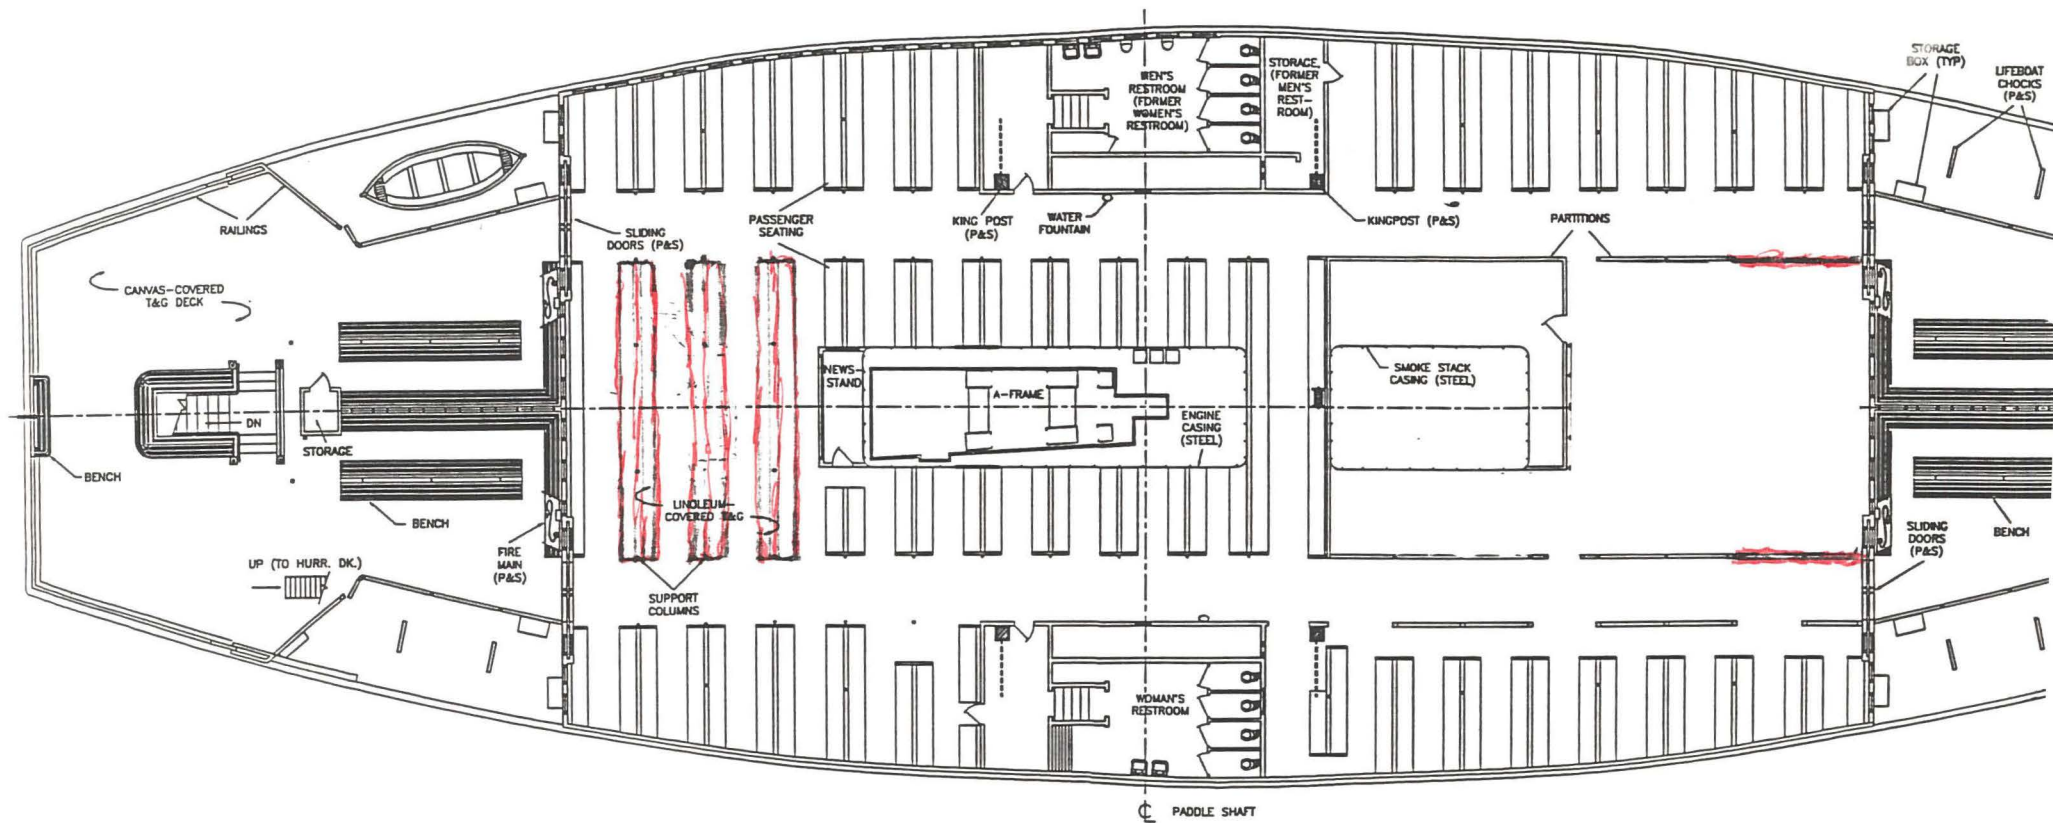 STORAGE
BOX (TYP)
LIFEBOAT
CHOCKS
(P&S)
MEN'S
RESTROOM
(FORMER
WOMEN'S
RESTROOM)
STORAGE,
(FORMER
MEN'S
REST-
ROOM)
RAILINGS
SLIDING
DOORS (P&S)
PASSENGER
SEATING
KING POST
(P&S)
WATER
FOUNTAIN
KINGPOST (P&S)
PARTITIONS
CANVAS-COVERED
T&G DECK
NEWS-
STAND
A-FRAME
ENGINE
CASING
(STEEL)
SMOKE STACK
CASING (STEEL)
DN
STORAGE
BENCH
BENCH
LINOLEUM-
COVERED T&G
FIRE
MAIN
(P&S)
SLIDING
DOORS
(P&S)
BENCH
UP (TO HURR. DK.)
SUPPORT
COLUMNS
WOMAN'S
RESTROOM
℄ PADDLE SHAFT